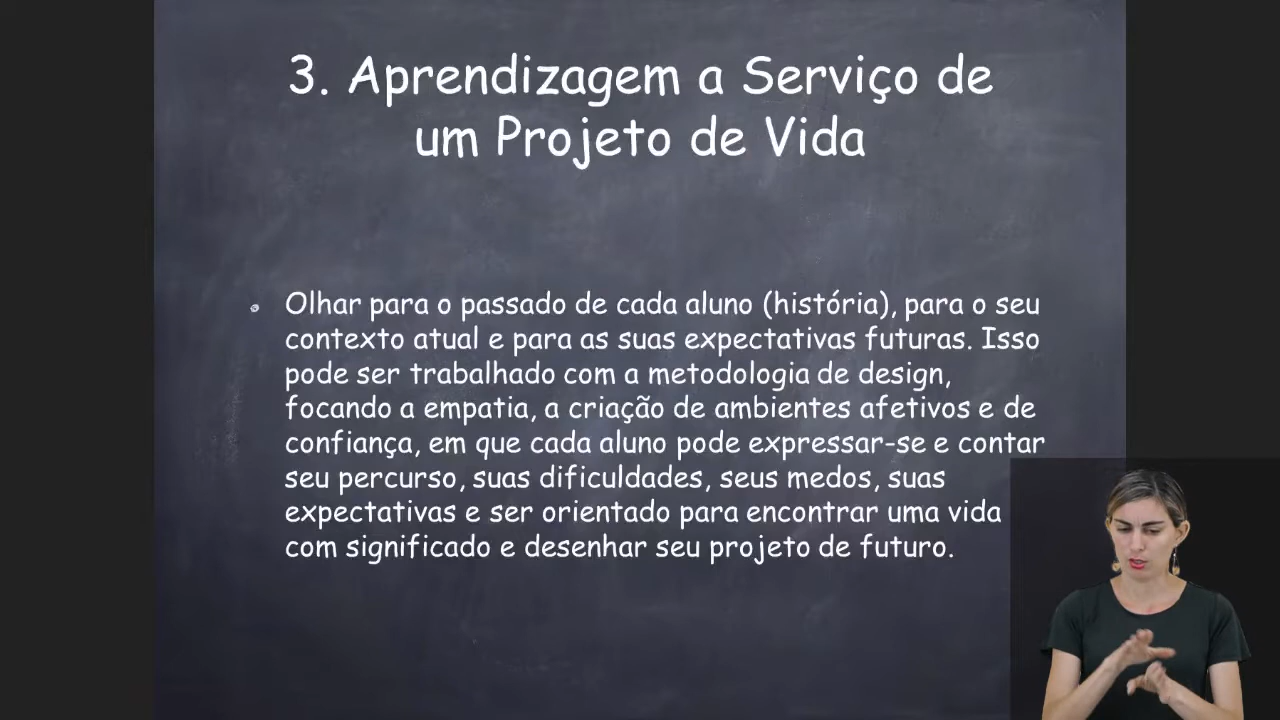 3. Aprendizagem a Serviço de
um Projeto de Vida
Olhar para o passado de cada aluno (história), para o seu
contexto atual e para as suas expectativas futuras. Isso
pode ser trabalhado com a metodologia de design,
focando a empatia, a criação de ambientes afetivos e de
confiança, em que cada aluno pode expressar-se e contar
seu percurso, suas dificuldades, seus medos, suas
expectativas e ser orientado para encontrar uma vida
com significado e desenhar seu projeto de futuro.